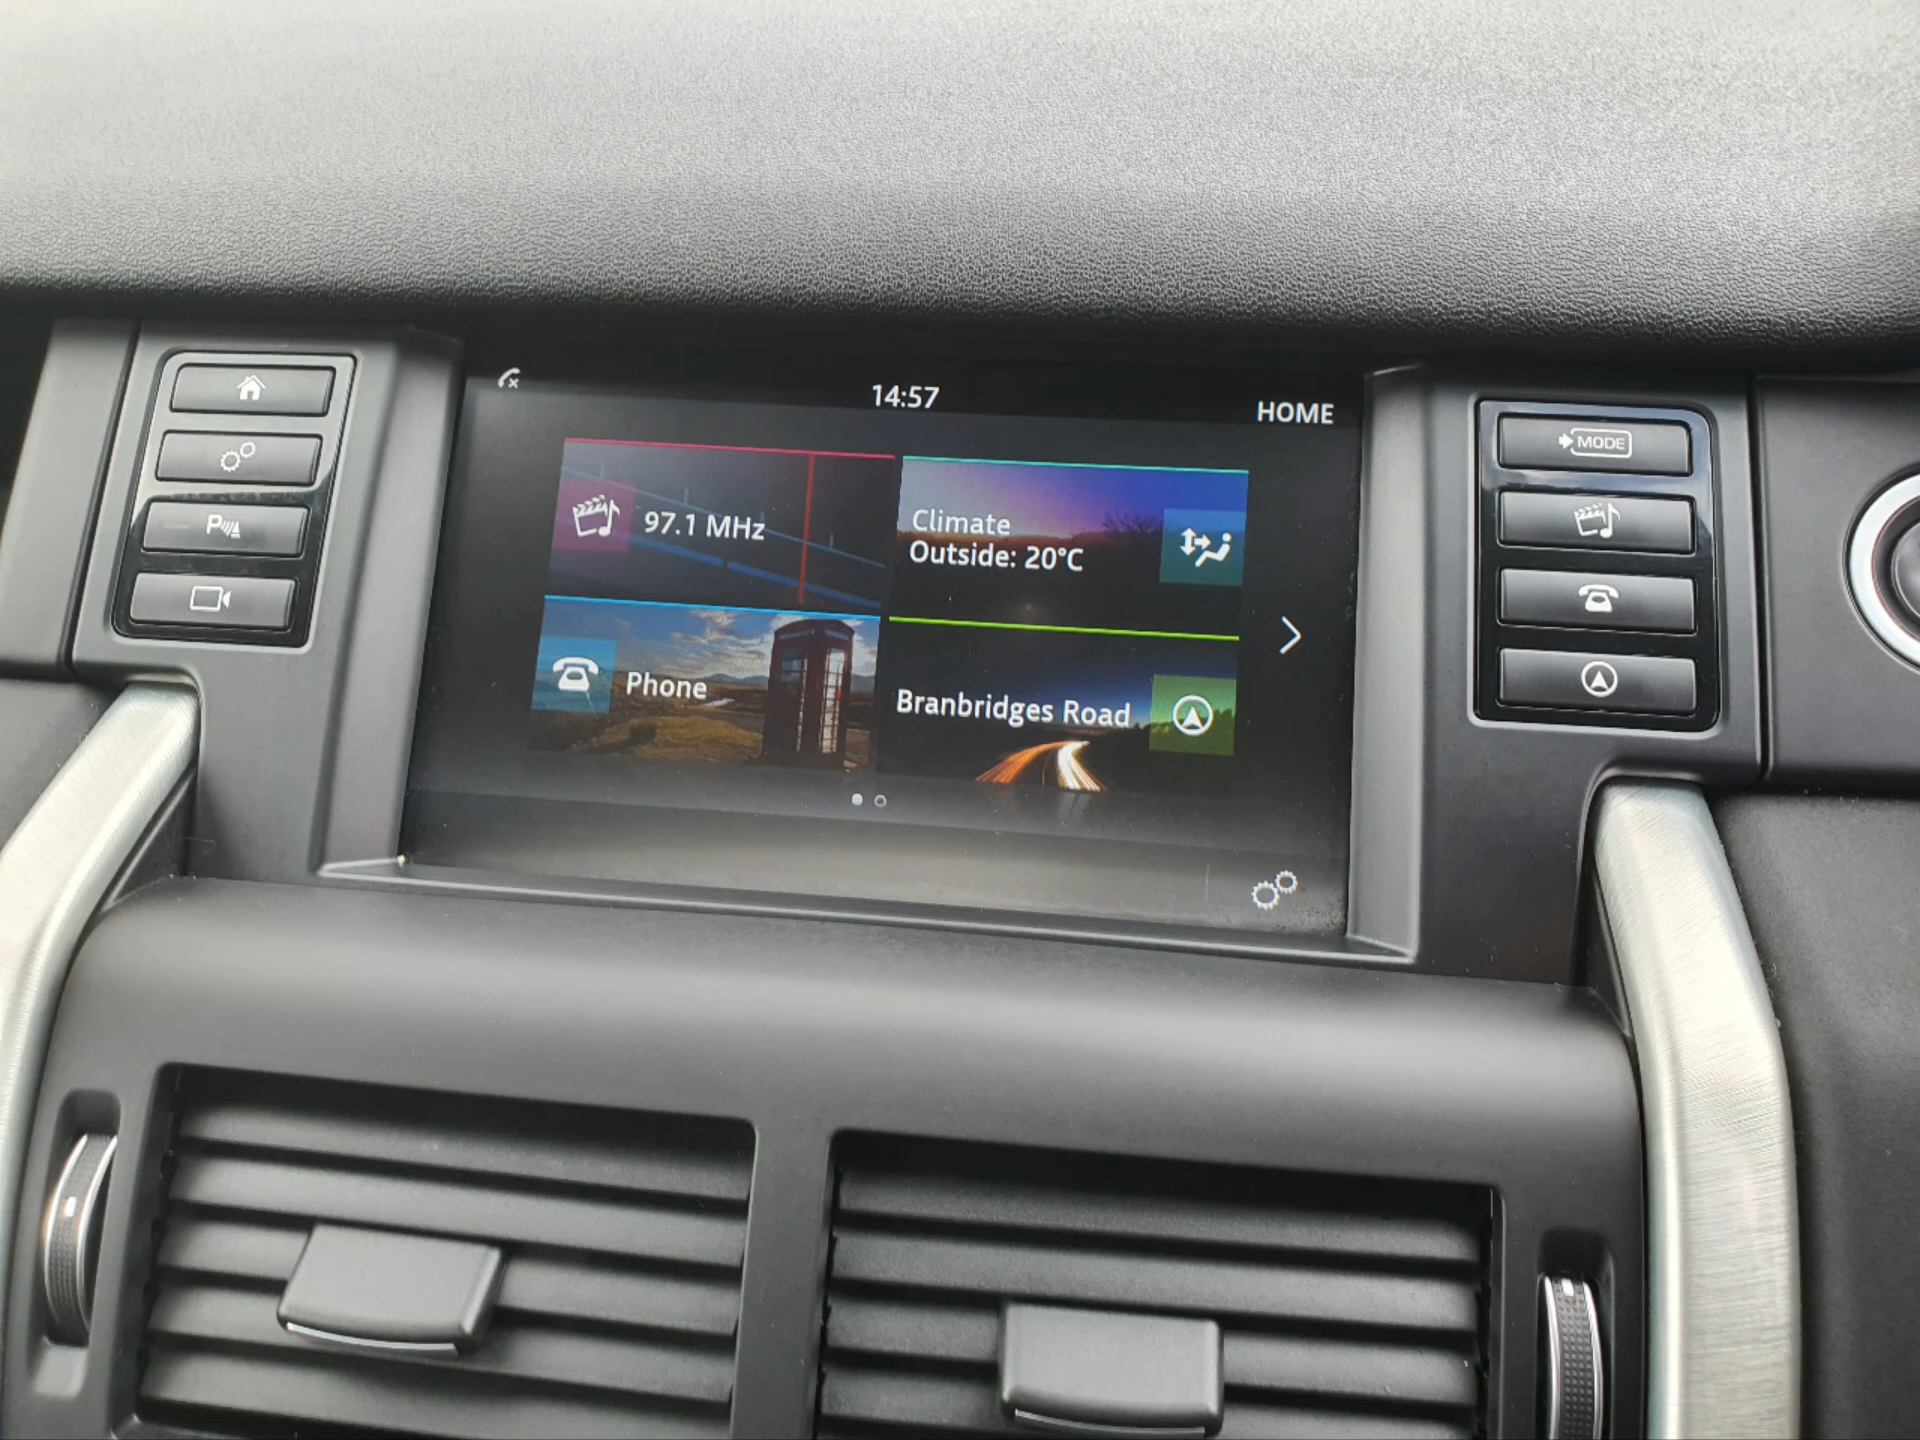 14:57
HOME
97.1 MHz
Climate
Outside: 20°C
Phone
Branbridges Road
P
MODE